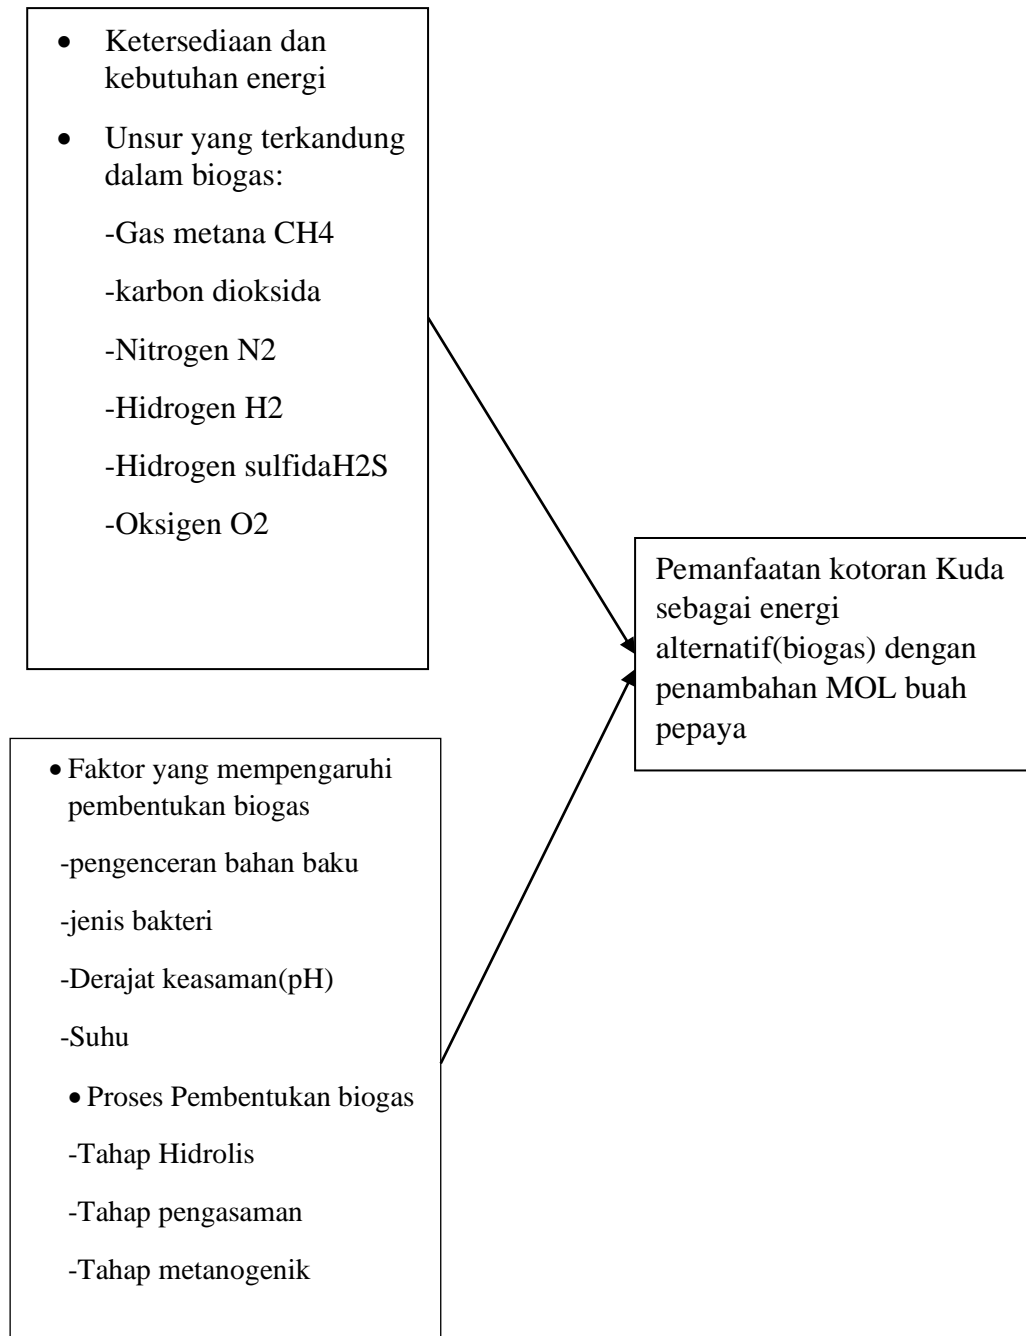 • Ketersediaan dan
kebutuhan energi
• Unsur yang terkandung
dalam biogas:
-Gas metana CH4
-karbon dioksida
-Nitrogen N2
-Hidrogen H2
-Hidrogen sulfidaH2S
-Oksigen O2
Pemanfaatan kotoran Kuda
sebagai energi
alternatif(biogas) dengan
penambahan MOL buah
pepaya
• Faktor yang mempengaruhi
pembentukan biogas
-pengenceran bahan baku
-jenis bakteri
-Derajat keasaman(pH)
-Suhu
• Proses Pembentukan biogas
-Tahap Hidrolis
-Tahap pengasaman
-Tahap metanogenik